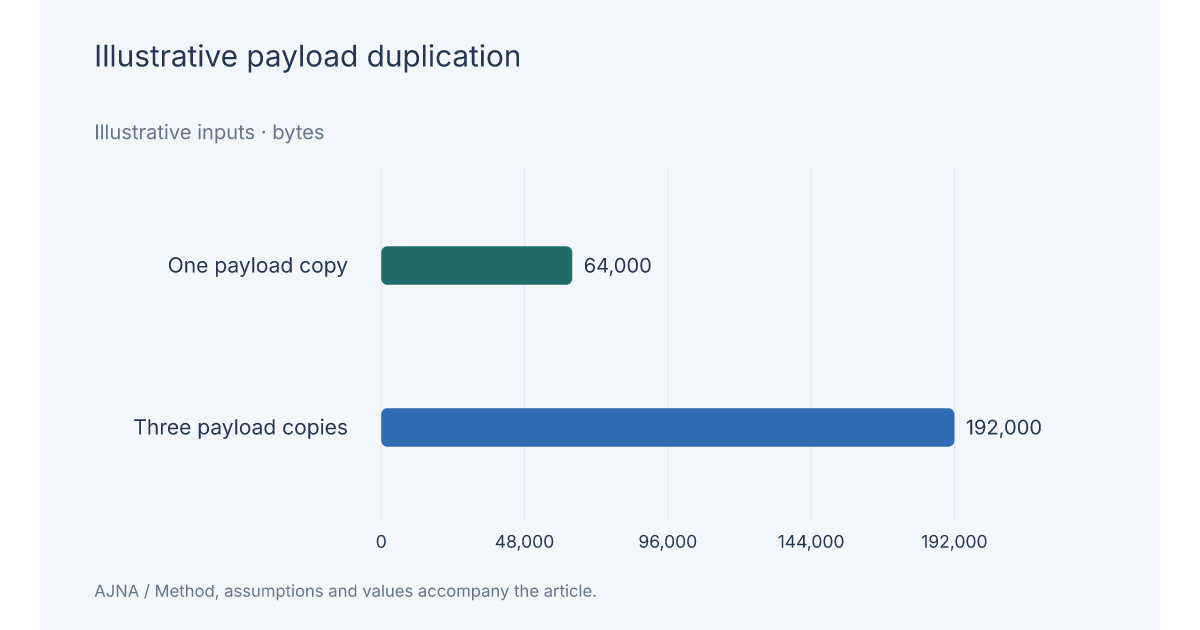 Illustrative payload duplication
Illustrative inputs · bytes
One payload copy
64,000
Three payload copies
192,000
0
48,000
96,000
144,000
192,000
AJNA / Method, assumptions and values accompany the article.